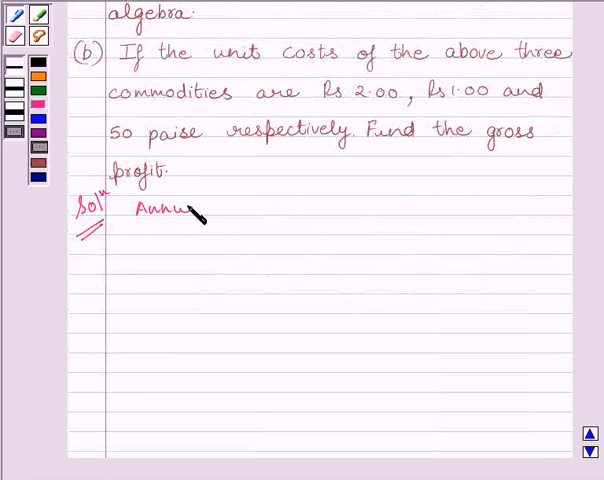 algebra.
(b) If the unit costs of the above three
commodities are Rs 2.00, Rs 1.00 and
50 paise respectively. Find the gross
profit.
Solⁿ Annu